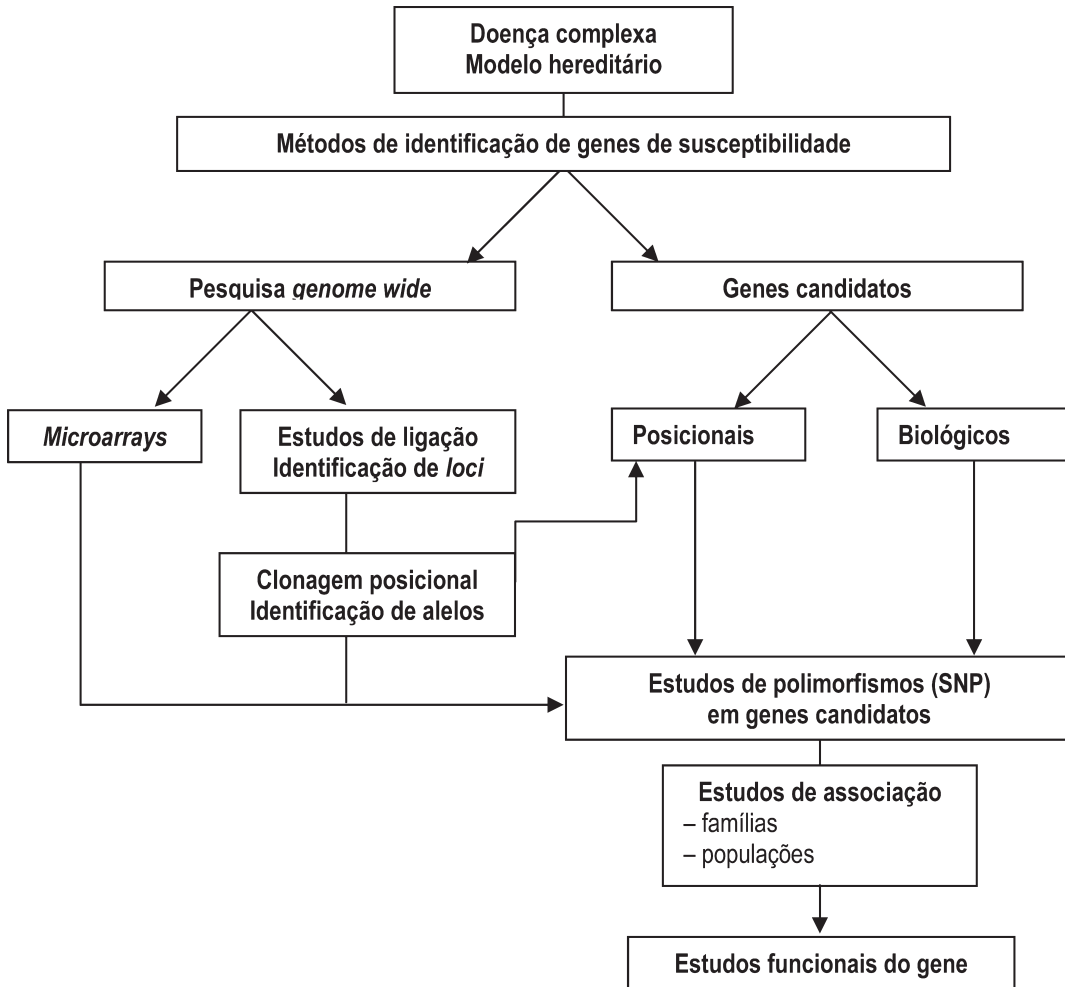 Doença complexa
Modelo hereditário
Métodos de identificação de genes de susceptibilidade
Pesquisa genome wide
Genes candidatos
Microarrays
Estudos de ligação
Identificação de loci
Posicionais
Biológicos
Clonagem posicional
Identificação de alelos
Estudos de polimorfismos (SNP)
em genes candidatos
Estudos de associação
– famílias
– populações
Estudos funcionais do gene